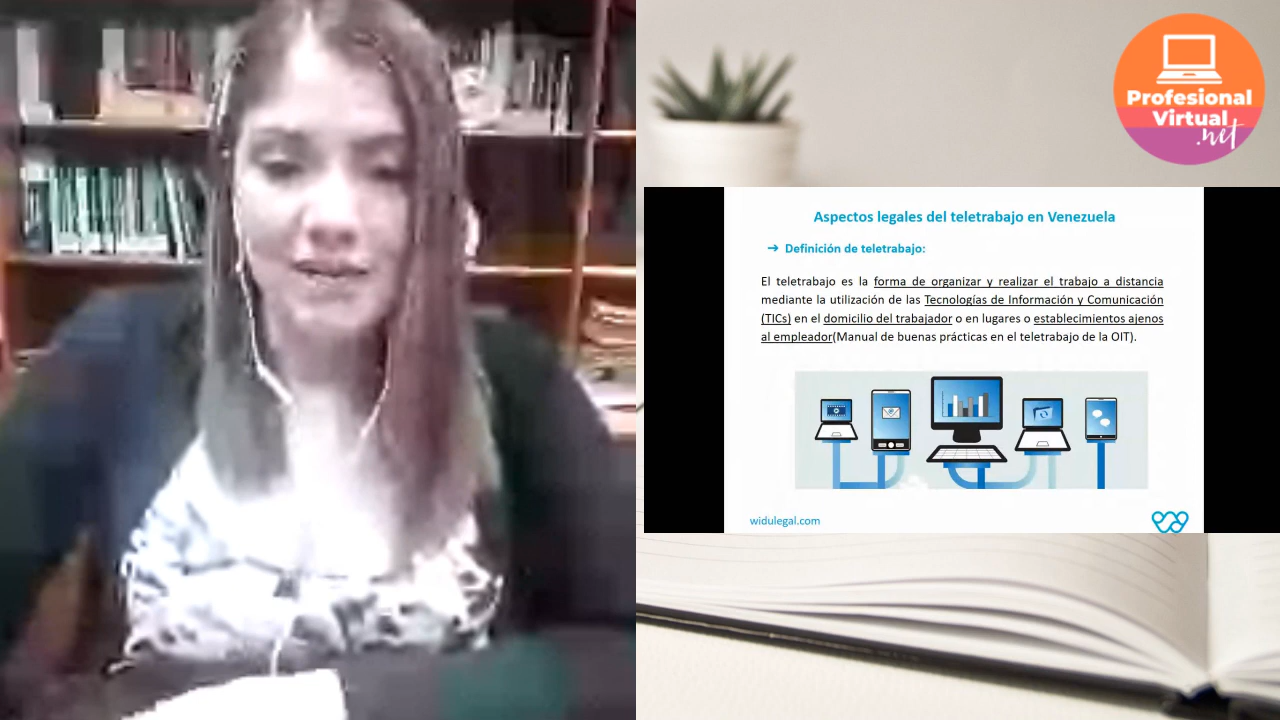 Profesional
Virtual
.net
Aspectos legales del teletrabajo en Venezuela
→ Definición de teletrabajo:
El teletrabajo es la forma de organizar y realizar el trabajo a distancia
mediante la utilización de las Tecnologías de Información y Comunicación
(TICs) en el domicilio del trabajador o en lugares o establecimientos ajenos
al empleador(Manual de buenas prácticas en el teletrabajo de la OIT).
widulegal.com